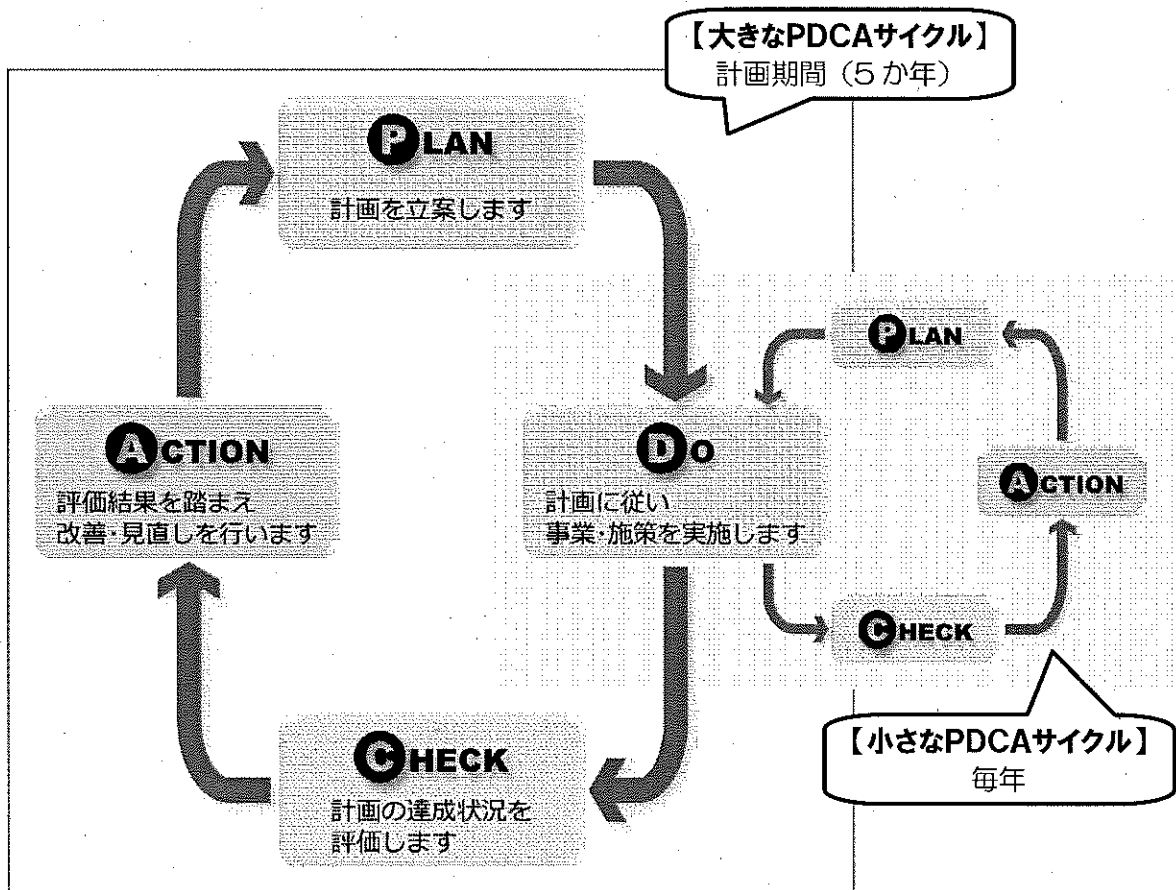 【大きなPDCAサイクル】
計画期間(5か年)
PLAN
計画を立案します
PLAN
ACTION
評価結果を踏まえ
改善・見直しを行います
DO
計画に従い
事業・施策を実施します
ACTION
CHECK
CHECK
計画の達成状況を
評価します
【小さなPDCAサイクル】
毎年